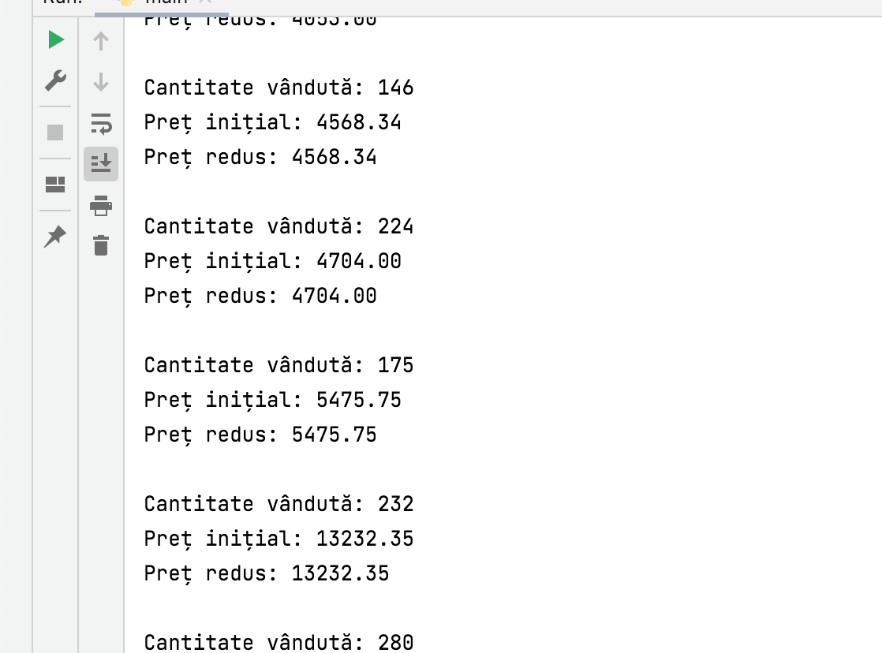 Run:
main
Preț redus: 4053.00
Cantitate vândută: 146
Preț inițial: 4568.34
Preț redus: 4568.34
Cantitate vândută: 224
Preț inițial: 4704.00
Preț redus: 4704.00
Cantitate vândută: 175
Preț inițial: 5475.75
Preț redus: 5475.75
Cantitate vândută: 232
Preț inițial: 13232.35
Preț redus: 13232.35
Cantitate vândută: 280